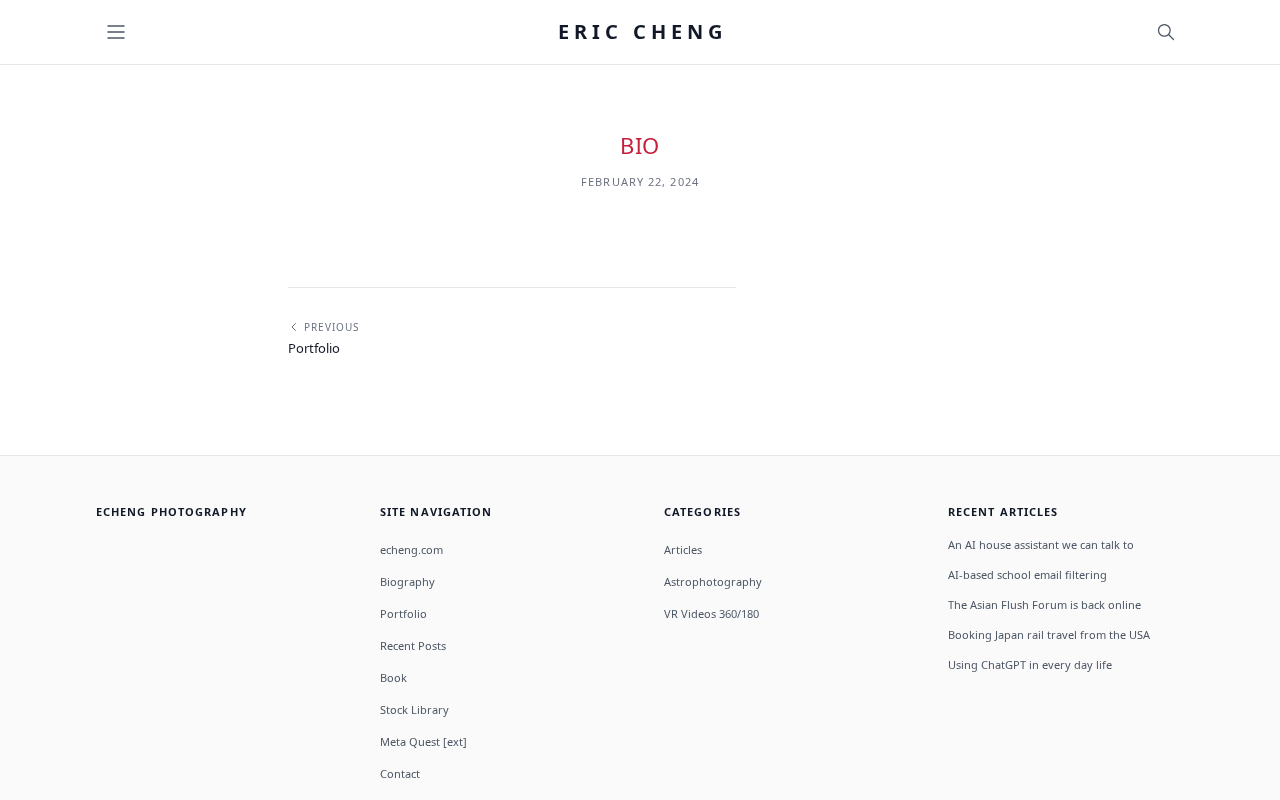 ERIC CHENG
BIO
FEBRUARY 22, 2024
PREVIOUS
Portfolio
ECHENG PHOTOGRAPHY
SITE NAVIGATION
echeng.com
Biography
Portfolio
Recent Posts
Book
Stock Library
Meta Quest [ext]
Contact
CATEGORIES
Articles
Astrophotography
VR Videos 360/180
RECENT ARTICLES
An AI house assistant we can talk to
AI-based school email filtering
The Asian Flush Forum is back online
Booking Japan rail travel from the USA
Using ChatGPT in every day life